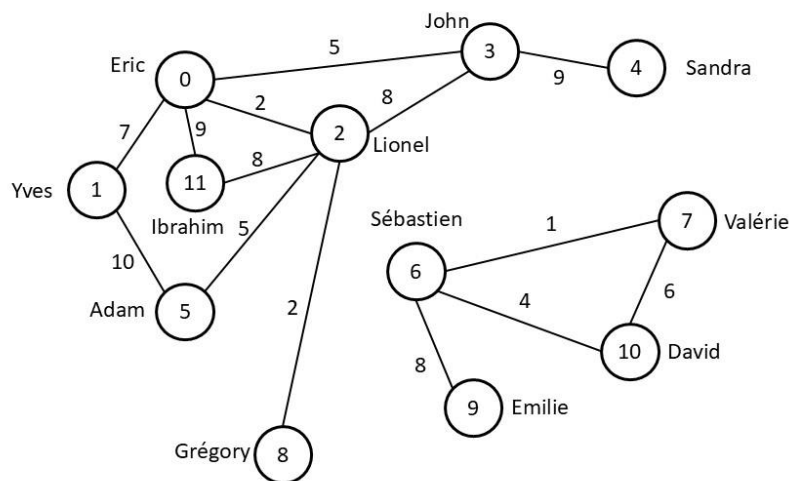 John
5
Eric
0
3
9
4
Sandra
2
8
7
9
2
Lionel
8
Yves
1
11
Ibrahim
5
10
Adam
5
2
Grégory
8
Sébastien
1
7
Valérie
6
4
6
10
David
8
9
Emilie